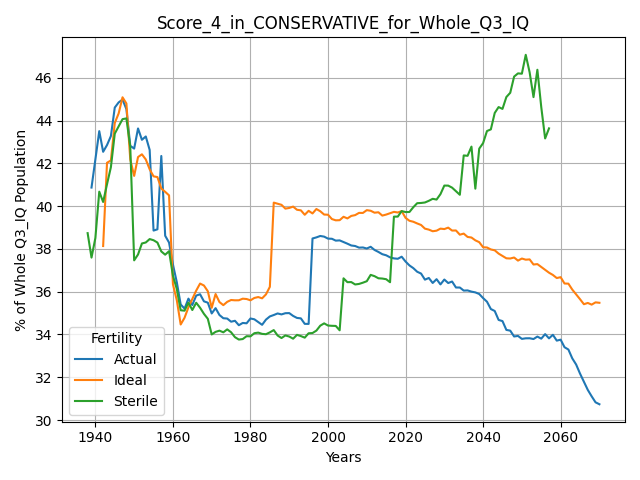 Score_4_in_CONSERVATIVE_for_Whole_Q3_IQ
% of Whole Q3_IQ Population
46
44
42
40
38
36
34
32
30
Fertility
Actual
Ideal
Sterile
1940 1960 1980 2000 2020 2040 2060
Years